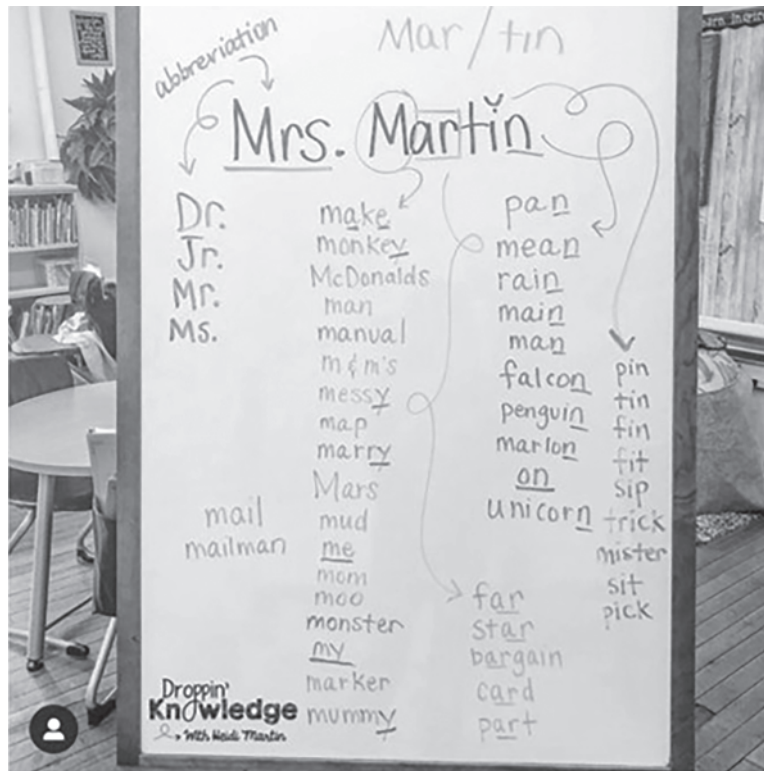 Mar/tin
abbreviation
Mrs. Martin
Dr.
Jr.
Mr.
Ms.
make
monkey
McDonalds
man
manual
m & m's
messy
map
marry
Mars
mud
me
mom
moo
monster
my
marker
mummy
mail
mailman
pan
mean
rain
main
man
falcon
penguin
marlon
on
unicorn
far
star
bargain
card
part
pin
tin
fin
fit
sip
trick
mister
sit
pick
Droppin'
Knowledge
With Heidi Martin